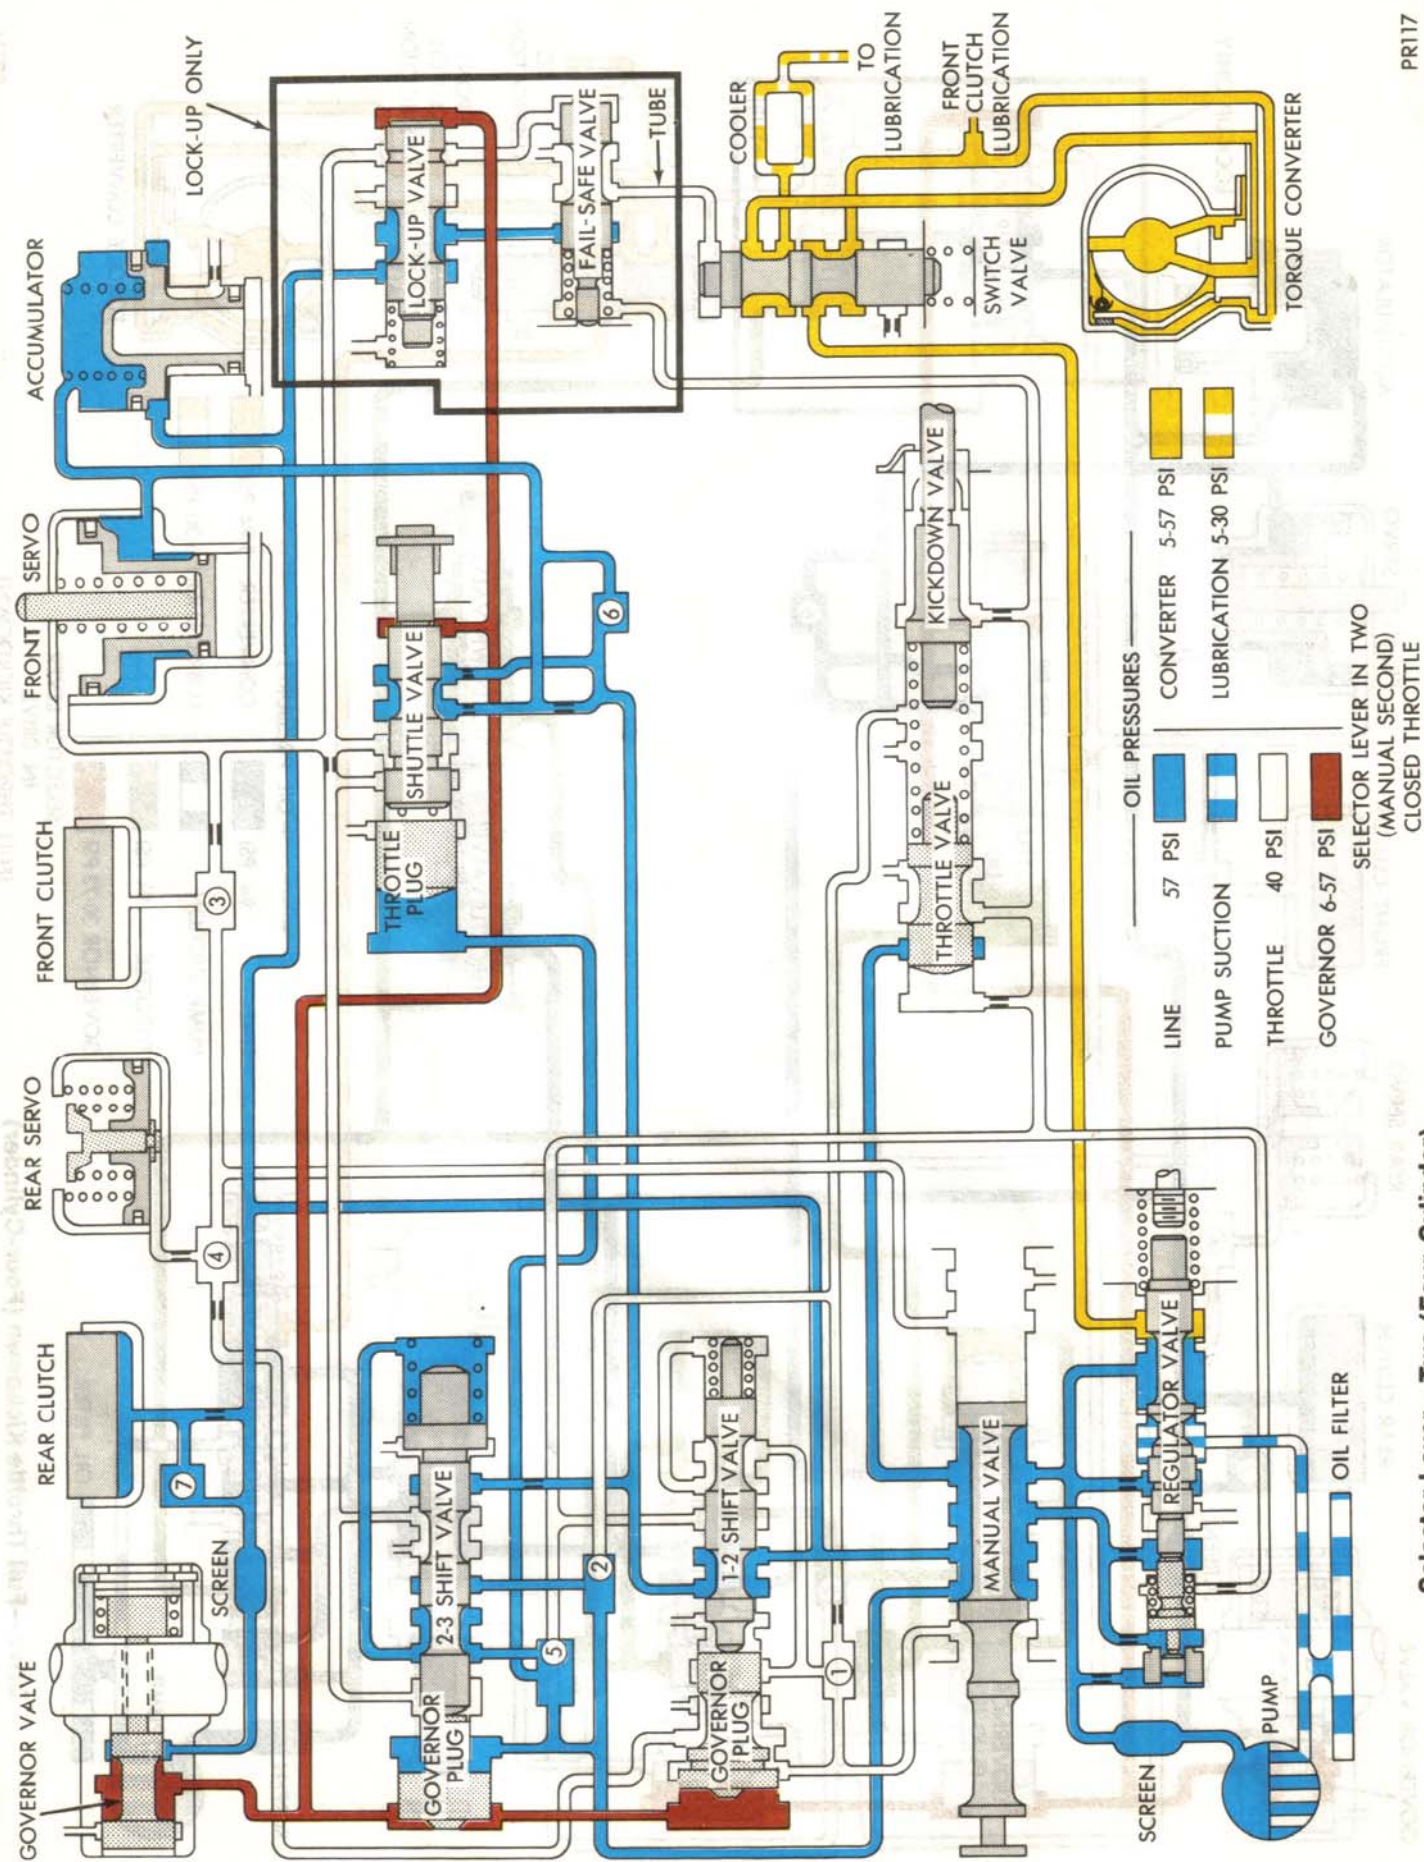 GOVERNOR VALVE
REAR CLUTCH
REAR SERVO
FRONT CLUTCH
FRONT SERVO
ACCUMULATOR
LOCK-UP ONLY
SCREEN
7
4
3
GOVERNOR
PLUG
2-3 SHIFT VALVE
THROTTLE
PLUG
SHUTTLE VALVE
LOCK-UP VALVE
5
2
6
FAIL-SAFE VALVE
TUBE
GOVERNOR
PLUG
1-2 SHIFT VALVE
1
COOLER
TO
LUBRICATION
FRONT
CLUTCH
LUBRICATION
SWITCH
VALVE
MANUAL VALVE
THROTTLE VALVE
KICKDOWN VALVE
REGULATOR VALVE
SCREEN
PUMP
OIL FILTER
TORQUE CONVERTER
OIL PRESSURES
LINE 57 PSI
CONVERTER 5-57 PSI
PUMP SUCTION
LUBRICATION 5-30 PSI
THROTTLE 40 PSI
GOVERNOR 6-57 PSI
SELECTOR LEVER IN TWO
(MANUAL SECOND)
CLOSED THROTTLE
PR117